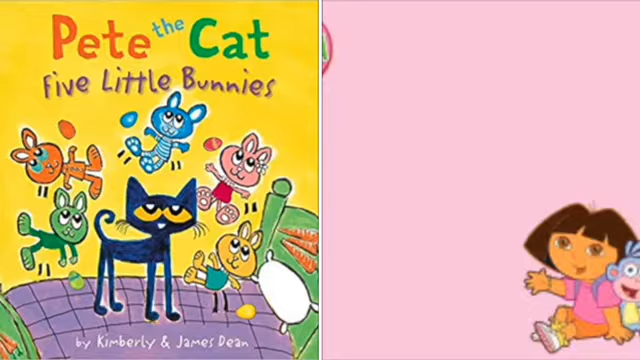 Pete the Cat
Five Little Bunnies
by Kimberly & James Dean